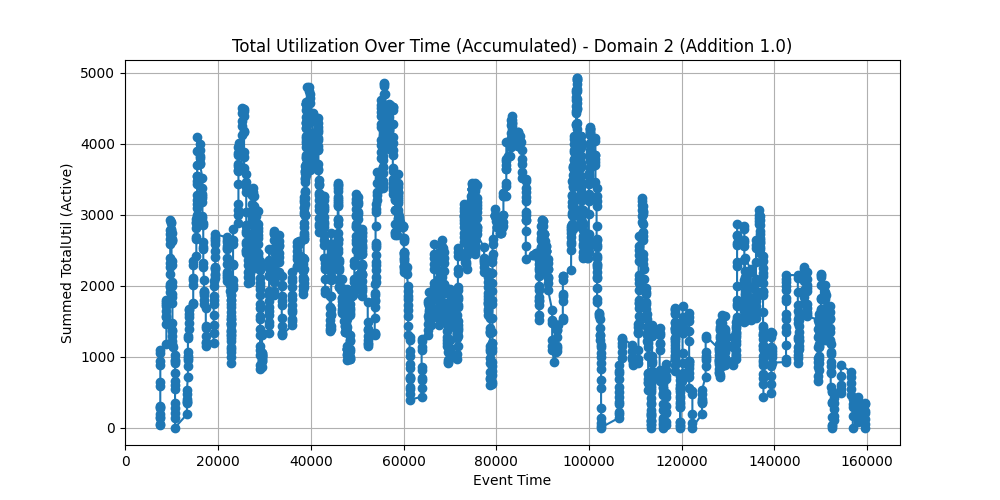 Total Utilization Over Time (Accumulated) - Domain 2 (Addition 1.0)
Summed TotalUtil (Active)
5000
4000
3000
2000
1000
0
0 20000 40000 60000 80000 100000 120000 140000 160000
Event Time